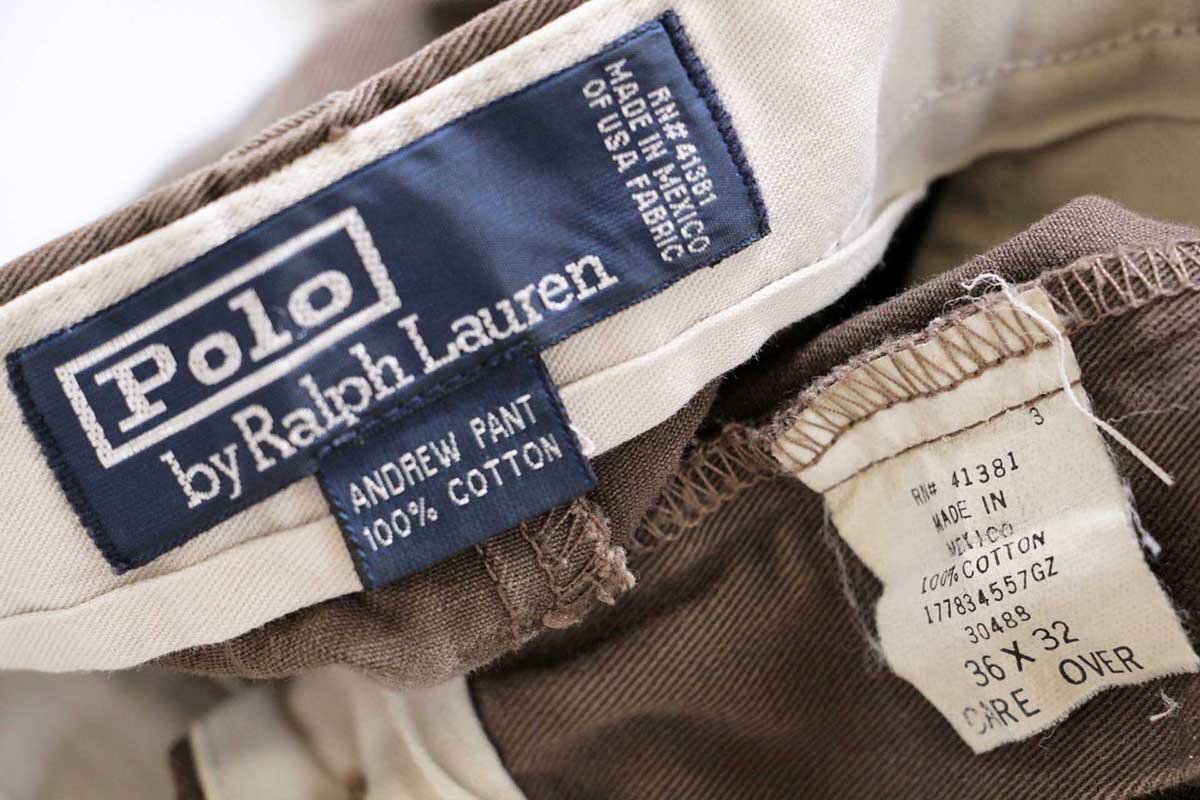 Polo
by Ralph Lauren
RN# 41381
MADE IN MEXICO
OF USA FABRIC
ANDREW PANT
100% COTTON
3
RN# 41381
MADE IN
MEXICO
100% COTTON
177834557GZ
30488
36 X 32
CARE OVER